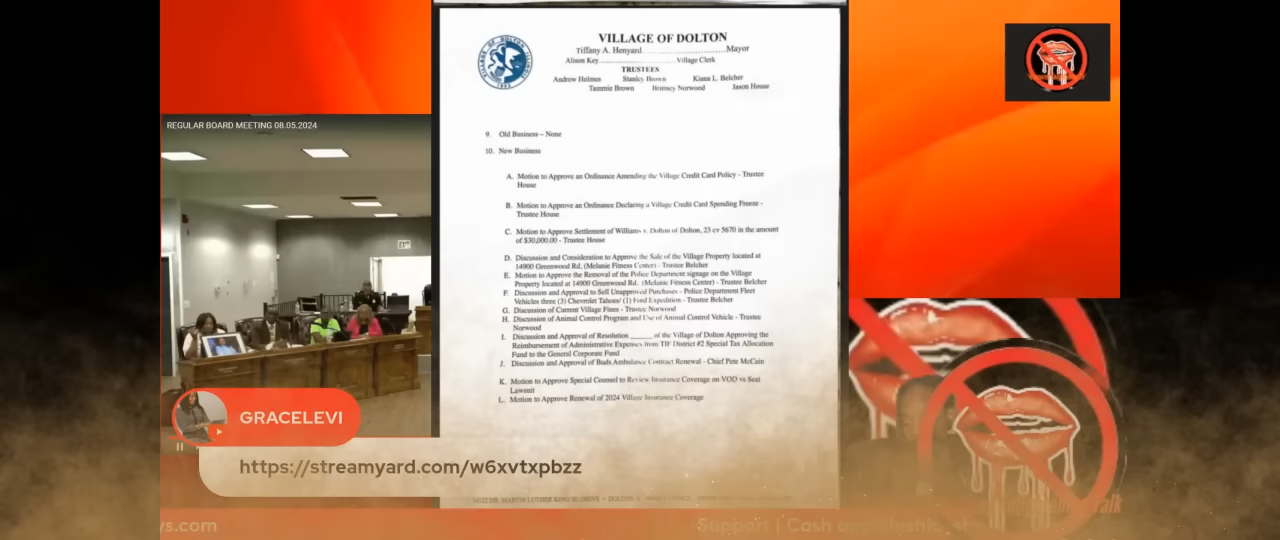 VILLAGE OF DOLTON
Tiffany A. Henyard Mayor
Alison Key Village Clerk
TRUSTEES
Andrew Holmes Stanley Brown Kiana L. Belcher
Tammie Brown Brittney Norwood Jason House
REGULAR BOARD MEETING 08.05.2024
9. Old Business – None
10. New Business
A. Motion to Approve an Ordinance Amending the Village Credit Card Policy - Trustee
House
B. Motion to Approve an Ordinance Declaring a Village Credit Card Spending Freeze -
Trustee House
C. Motion to Approve Settlement of Williams v. Dolton of Dolton, 23 cv 5670 in the amount
of $30,000.00 - Trustee House
D. Discussion and Consideration to Approve the Sale of the Village Property located at
14900 Greenwood Rd. (Melanie Fitness Center) - Trustee Belcher
E. Motion to Approve the Removal of the Police Department signage on the Village
Property located at 14900 Greenwood Rd. (Melanie Fitness Center) - Trustee Belcher
F. Discussion and Approval to Sell Unapproved Purchases - Police Department Fleet
Vehicles three (3) Chevrolet Tahoes/ (1) Ford Expedition - Trustee Belcher
G. Discussion of Current Village Fines - Trustee Norwood
H. Discussion of Animal Control Program and Use of Animal Control Vehicle - Trustee
Norwood
I. Discussion and Approval of Resolution _____ of the Village of Dolton Approving the
Reimbursement of Administrative Expenses from TIF District #2 Special Tax Allocation
Fund to the General Corporate Fund
J. Discussion and Approval of Buds Ambulance Contract Renewal - Chief Pete McCain
K. Motion to Approve Special Counsel to Review Insurance Coverage on VOD vs Seat
Lawsuit
L. Motion to Approve Renewal of 2024 Village Insurance Coverage
GRACELEVI
https://streamyard.com/w6xvtxpbzz
DR. MARTIN LUTHER KING JR. DRIVE • DOLTON
ys.com Support | Cash